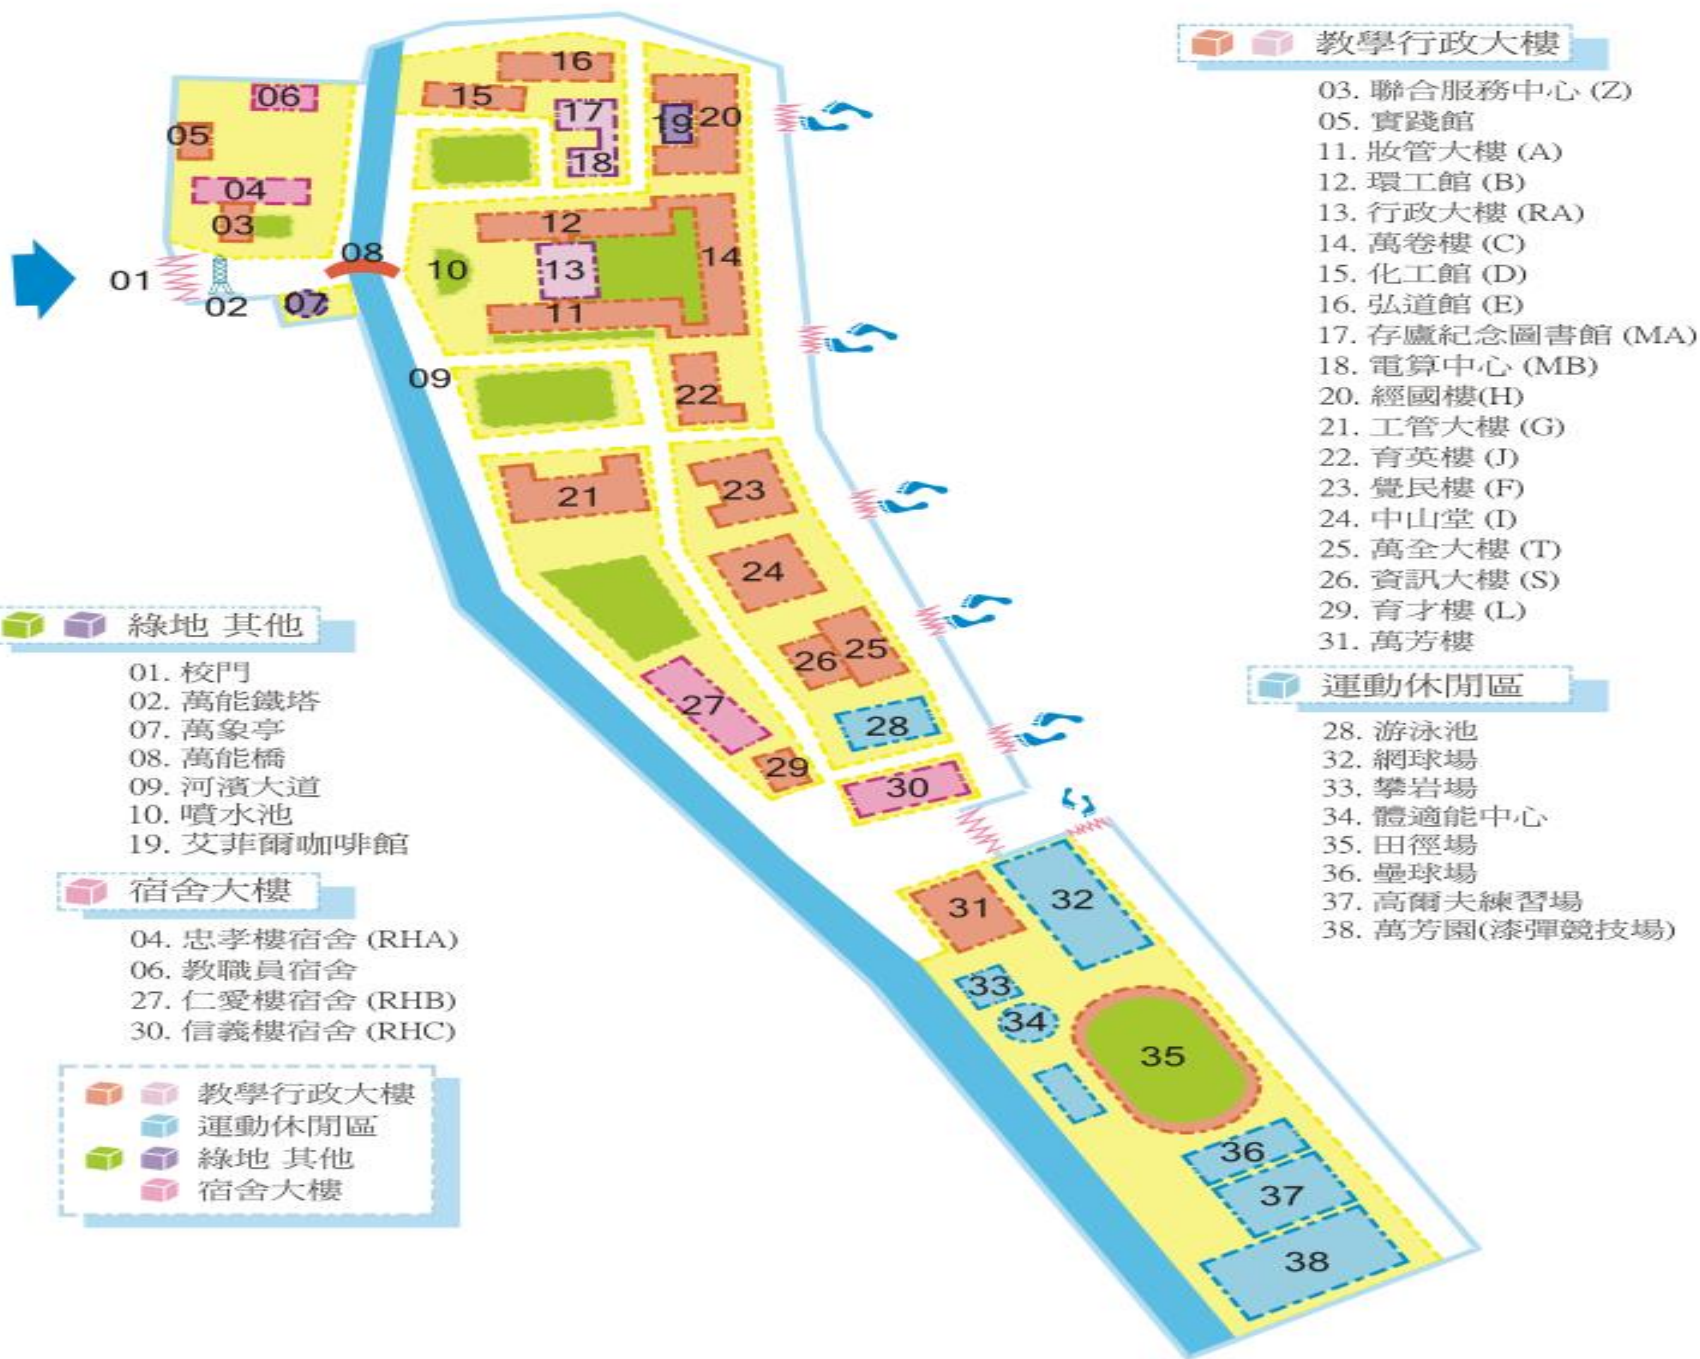 06
05
04
03
01
02
07
08
16
15
17
18
19
20
12
10
13
14
11
09
22
21
23
24
25
26
27
28
29
30
31
32
33
34
35
36
37
38
教學行政大樓
03. 聯合服務中心 (Z)
05. 實踐館
11. 妝管大樓 (A)
12. 環工館 (B)
13. 行政大樓 (RA)
14. 萬卷樓 (C)
15. 化工館 (D)
16. 弘道館 (E)
17. 存廬紀念圖書館 (MA)
18. 電算中心 (MB)
20. 經國樓(H)
21. 工管大樓 (G)
22. 育英樓 (J)
23. 覺民樓 (F)
24. 中山堂 (I)
25. 萬全大樓 (T)
26. 資訊大樓 (S)
29. 育才樓 (L)
31. 萬芳樓
運動休閒區
28. 游泳池
32. 網球場
33. 攀岩場
34. 體適能中心
35. 田徑場
36. 壘球場
37. 高爾夫練習場
38. 萬芳園(漆彈競技場)
綠地 其他
01. 校門
02. 萬能鐵塔
07. 萬象亭
08. 萬能橋
09. 河濱大道
10. 噴水池
19. 艾菲爾咖啡館
宿舍大樓
04. 忠孝樓宿舍 (RHA)
06. 教職員宿舍
27. 仁愛樓宿舍 (RHB)
30. 信義樓宿舍 (RHC)
教學行政大樓
運動休閒區
綠地 其他
宿舍大樓